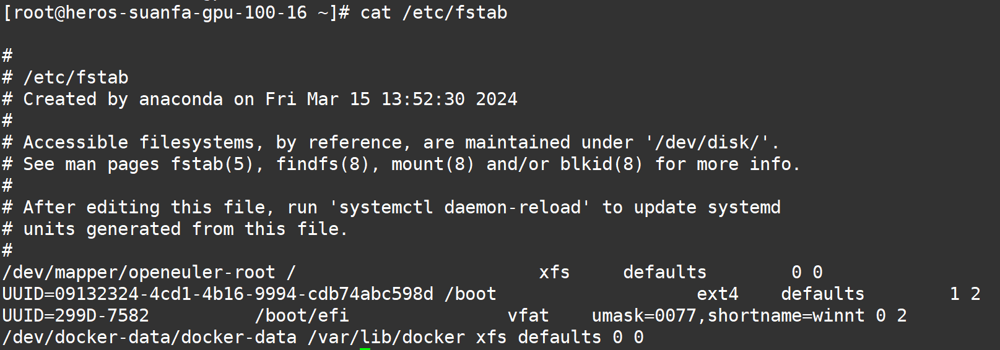 [root@heros-suanfa-gpu-100-16 ~]# cat /etc/fstab

#
# /etc/fstab
# Created by anaconda on Fri Mar 15 13:52:30 2024
#
# Accessible filesystems, by reference, are maintained under '/dev/disk/'.
# See man pages fstab(5), findfs(8), mount(8) and/or blkid(8) for more info.
#
# After editing this file, run 'systemctl daemon-reload' to update systemd
# units generated from this file.
#
/dev/mapper/openeuler-root /                       xfs     defaults        0 0
UUID=09132324-4cd1-4b16-9994-cdb74abc598d /boot                   ext4    defaults        1 2
UUID=299D-7582          /boot/efi               vfat    umask=0077,shortname=winnt 0 2
/dev/docker-data/docker-data /var/lib/docker xfs defaults 0 0